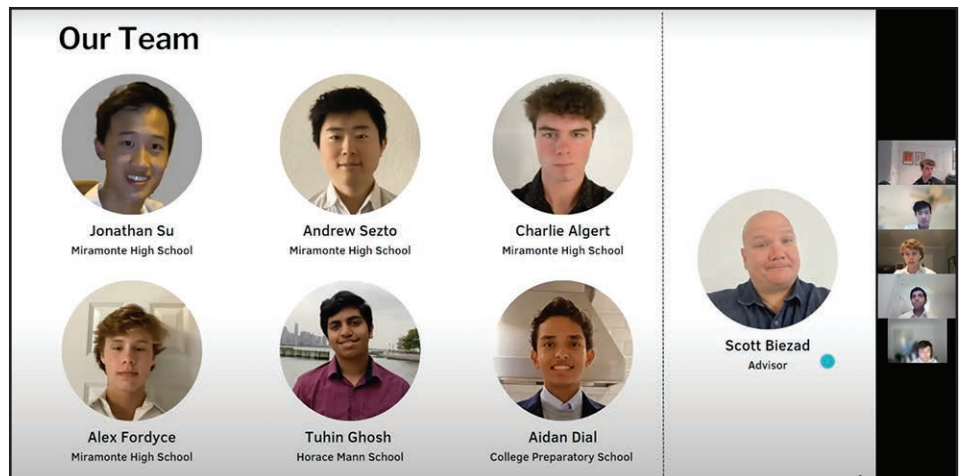 Our Team
Jonathan Su
Miramonte High School
Andrew Sezto
Miramonte High School
Charlie Algert
Miramonte High School
Alex Fordyce
Miramonte High School
Tuhin Ghosh
Horace Mann School
Aidan Dial
College Preparatory School
Scott Biezad
Advisor